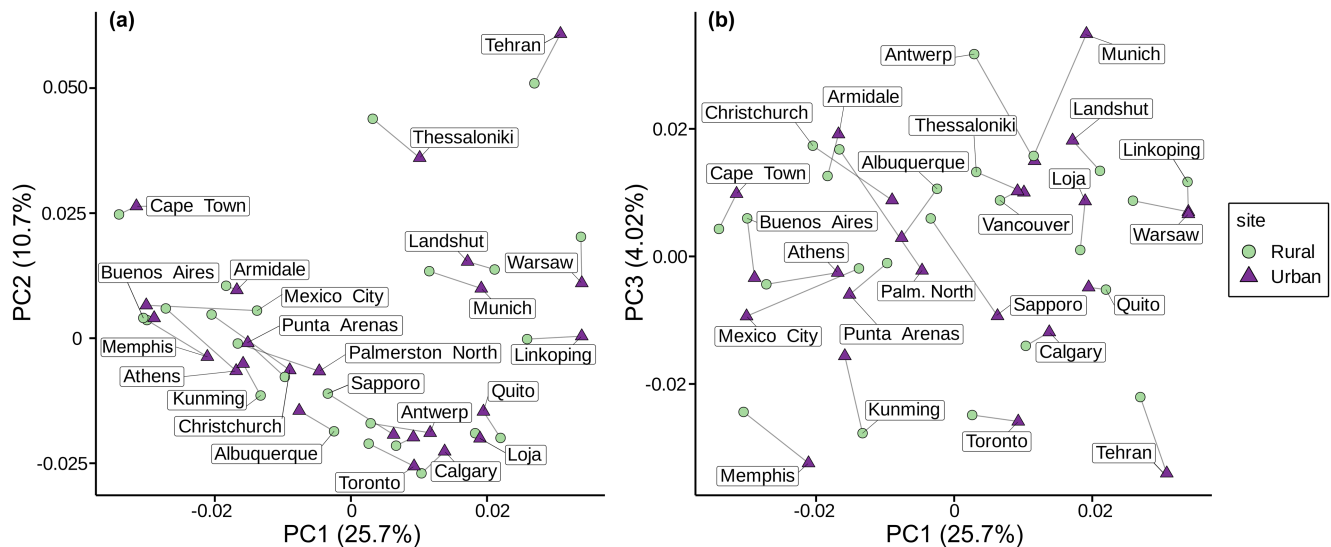 (a)
Tehran
Thessaloniki
Cape Town
Landshut
Warsaw
Buenos Aires
Armidale
Mexico City
Munich
Punta Arenas
Memphis
Palmerston North
Linkoping
Athens
Sapporo
Kunming
Quito
Antwerp
Christchurch
Albuquerque
Loja
Calgary
Toronto
0.050
0.025
0
-0.025
PC2 (10.7%)
-0.02
0
0.02
PC1 (25.7%)
(b)
Antwerp
Munich
Armidale
Christchurch
Landshut
Thessaloniki
Linkoping
Albuquerque
Cape Town
Loja
Buenos Aires
Vancouver
Warsaw
Athens
Palm. North
Sapporo
Quito
Mexico City
Punta Arenas
Calgary
Kunming
Toronto
Tehran
Memphis
0.02
0.00
-0.02
PC3 (4.02%)
-0.02
0
0.02
PC1 (25.7%)
site
Rural
Urban